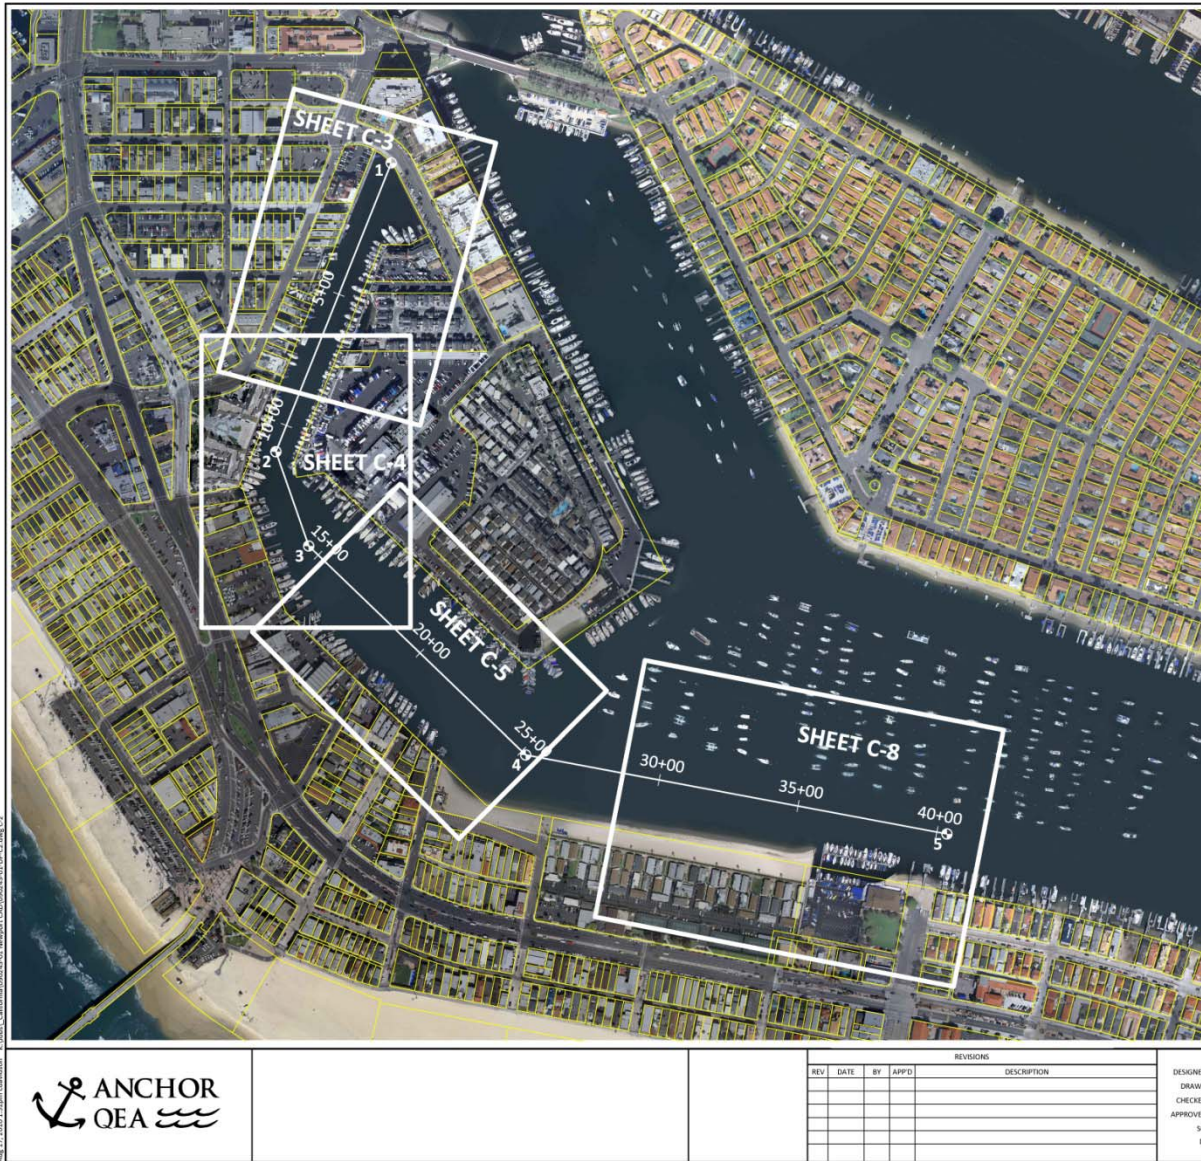 SHEET C-3
1
5+00
10+00
2
SHEET C-4
3
15+00
SHEET C-5
20+00
25+00
4
SHEET C-8
30+00
35+00
40+00
5
ANCHOR
QEA
REVISIONS
REV DATE BY APP'D DESCRIPTION